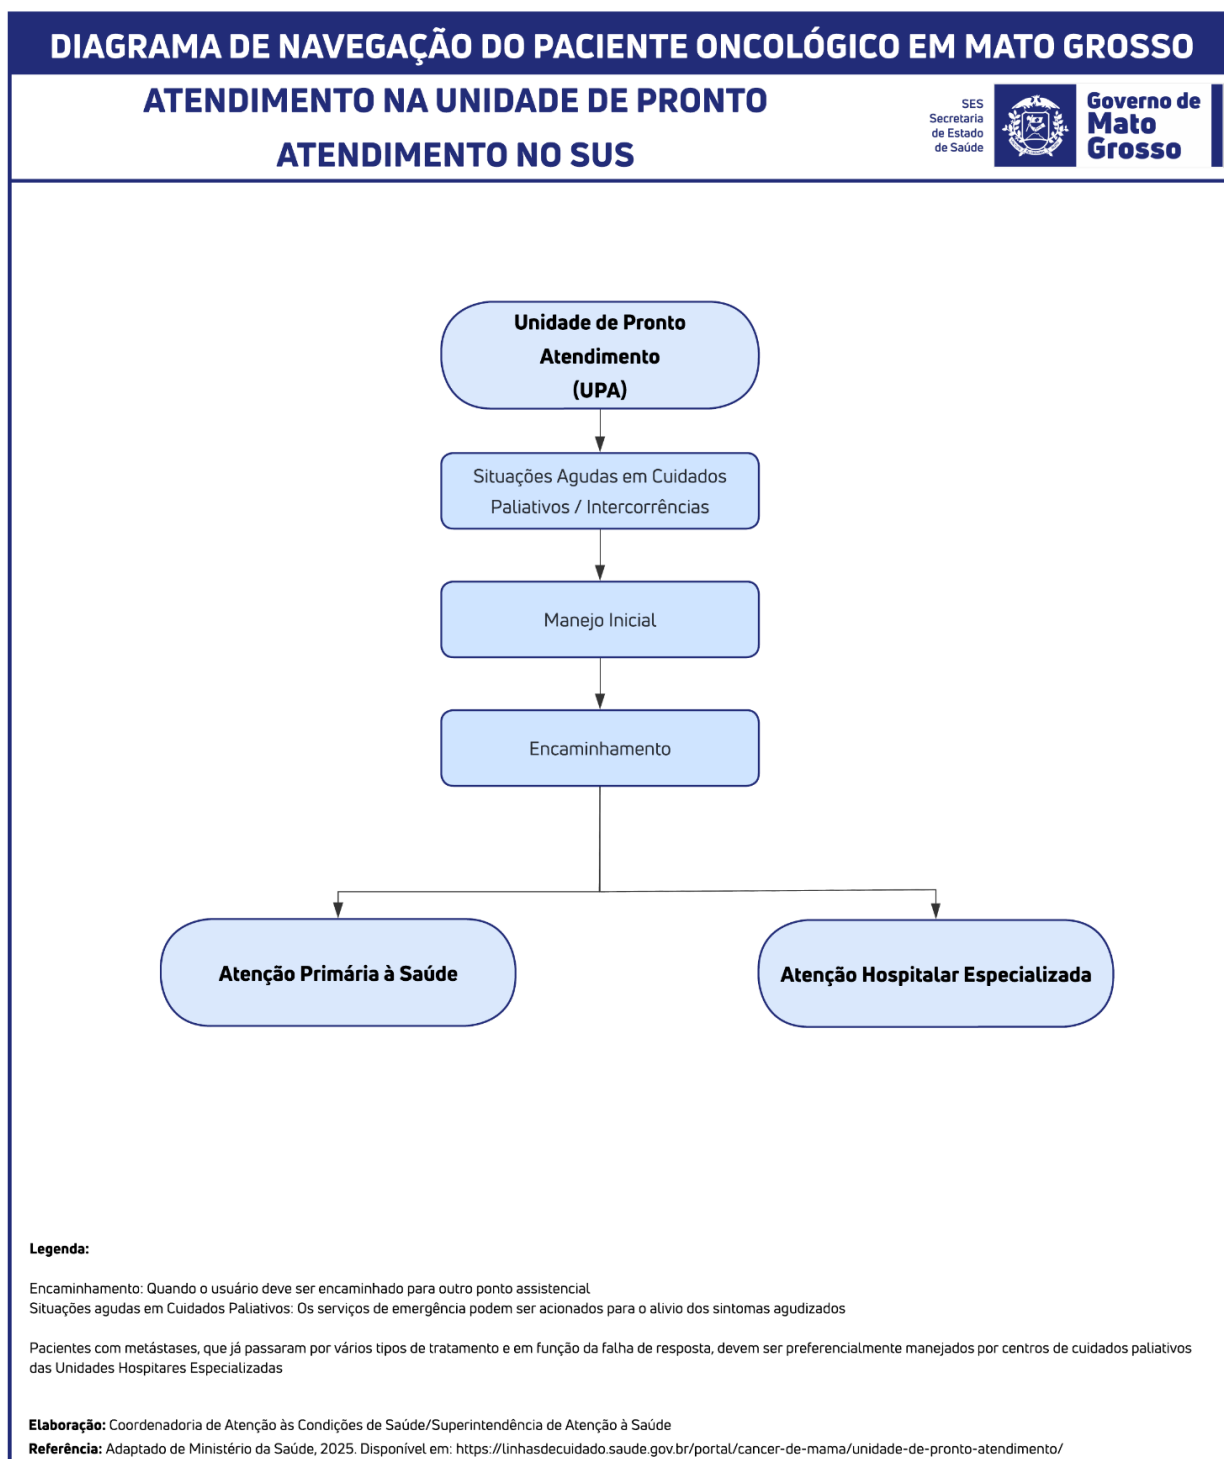 DIAGRAMA DE NAVEGAÇÃO DO PACIENTE ONCOLÓGICO EM MATO GROSSO
ATENDIMENTO NA UNIDADE DE PRONTO
ATENDIMENTO NO SUS
SES
Secretaria
de Estado
de Saúde
Governo de
Mato
Grosso
Unidade de Pronto
Atendimento
(UPA)
Situações Agudas em Cuidados
Paliativos / Intercorrências
Manejo Inicial
Encaminhamento
Atenção Primária à Saúde
Atenção Hospitalar Especializada
Legenda:
Encaminhamento: Quando o usuário deve ser encaminhado para outro ponto assistencial
Situações agudas em Cuidados Paliativos: Os serviços de emergência podem ser acionados para o alivio dos sintomas agudizados
Pacientes com metástases, que já passaram por vários tipos de tratamento e em função da falha de resposta, devem ser preferencialmente manejados por centros de cuidados paliativos
das Unidades Hospitares Especializadas
Elaboração: Coordenadoria de Atenção às Condições de Saúde/Superintendência de Atenção à Saúde
Referência: Adaptado de Ministério da Saúde, 2025. Disponível em: https://linhasdecuidado.saude.gov.br/portal/cancer-de-mama/unidade-de-pronto-atendimento/